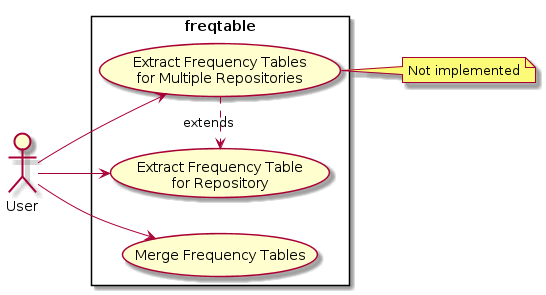 freqtable
Extract Frequency Tables
for Multiple Repositories
Not implemented
extends
Extract Frequency Table
for Repository
User
Merge Frequency Tables